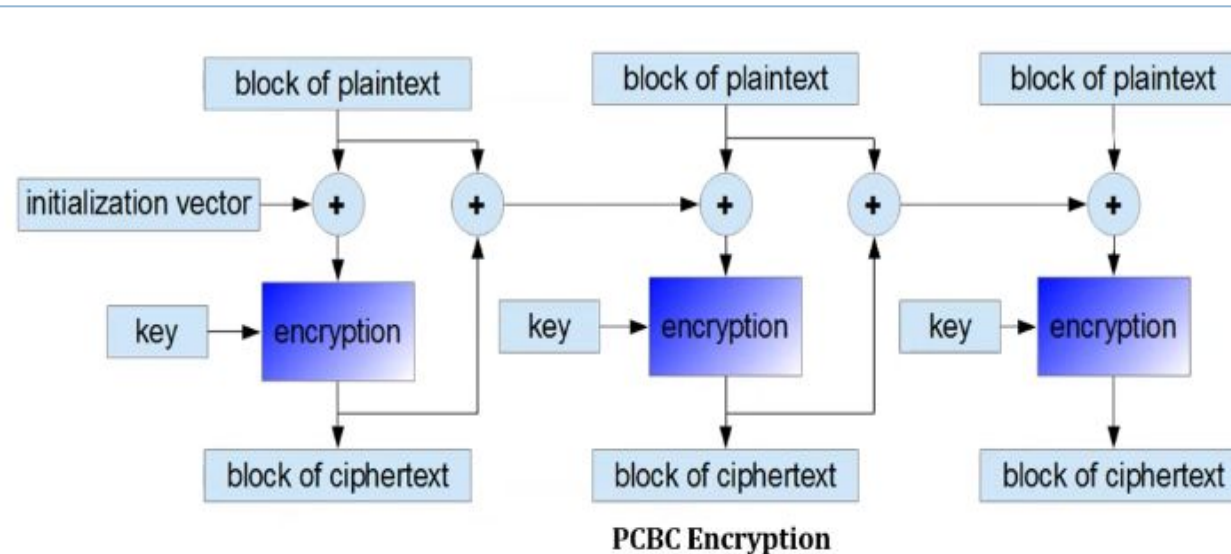 block of plaintext
block of plaintext
block of plaintext
initialization vector
+
+
+
+
+
key
encryption
key
encryption
key
encryption
block of ciphertext
block of ciphertext
block of ciphertext
PCBC Encryption